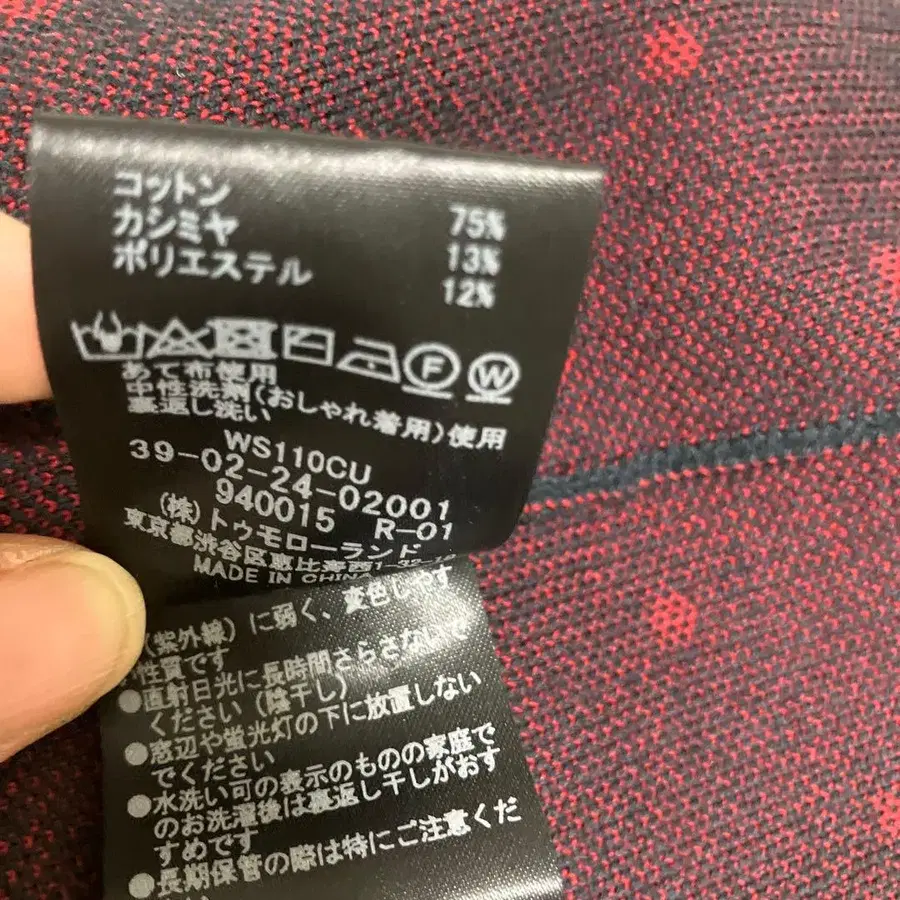 コットン 75%
カシミヤ 13%
ポリエステル 12%
F W
あて布使用
中性洗剤(おしゃれ着用)使用
裏返し洗い
WS110CU
39-02-24-02001
940015 R-01
(株)トゥモローランド
東京都渋谷区恵比寿西1-32-18
MADE IN CHINA
(紫外線)に弱く、変色しやす
性質です
●直射日光に長時間さらさないで
ください(陰干し)
●窓辺や蛍光灯の下に放置しない
でください
●水洗い可の表示のものの家庭で
のお洗濯後は裏返し干しがおす
すめです
●長期保管の際は特にご注意くだ